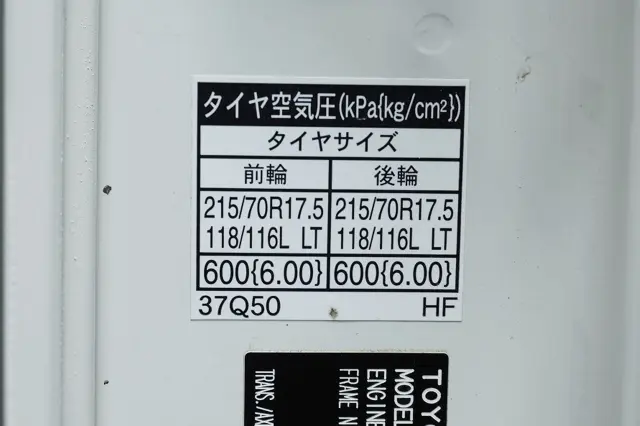 タイヤ空気圧(kPa{kg/cm²})
タイヤサイズ
前輪 後輪
215/70R17.5 215/70R17.5
118/116L LT 118/116L LT
600{6.00} 600{6.00}
37Q50 HF
TOYO
MODEL
ENGINE
FRAME N
TRANS./AX